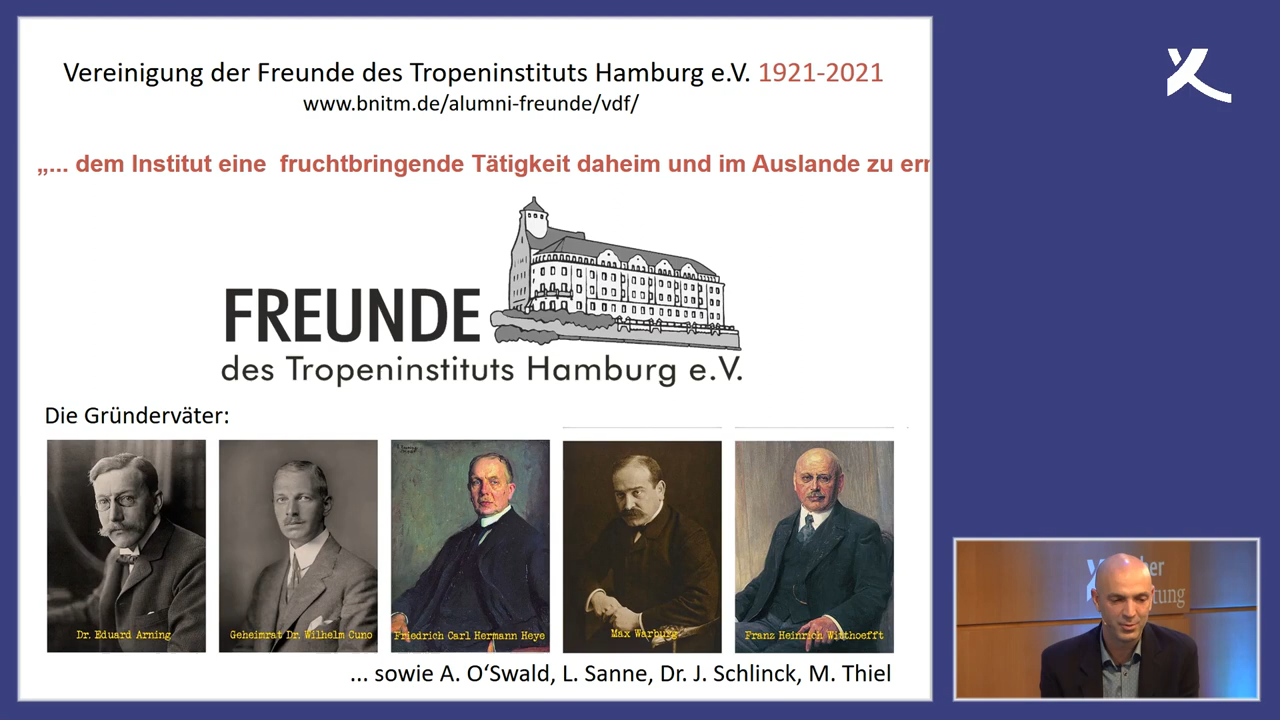 Vereinigung der Freunde des Tropeninstituts Hamburg e.V. 1921-2021
www.bnitm.de/alumni-freunde/vdf/
„... dem Institut eine fruchtbringende Tätigkeit daheim und im Auslande zu
FREUNDE
des Tropeninstituts Hamburg e.V.
Die Gründerväter:
Dr. Eduard Arning
Geheimrat Dr. Wilhelm Cuno
Friedrich Carl Hermann Heye
Max Warburg
Franz Heinrich Witthoefft
... sowie A. O‘Swald, L. Sanne, Dr. J. Schlinck, M. Thiel